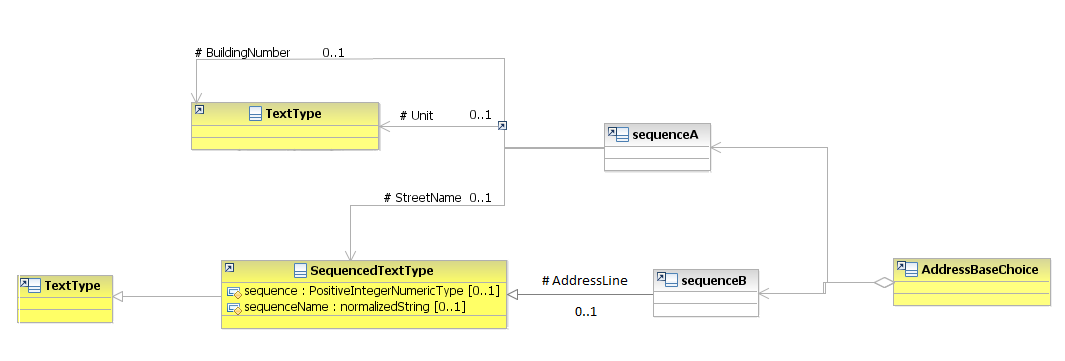 # BuildingNumber 0..1
TextType
# Unit 0..1
sequenceA
# StreetName 0..1
SequencedTextType
sequence : PositiveIntegerNumericType [0..1]
sequenceName : normalizedString [0..1]
TextType
# AddressLine
0..1
sequenceB
AddressBaseChoice